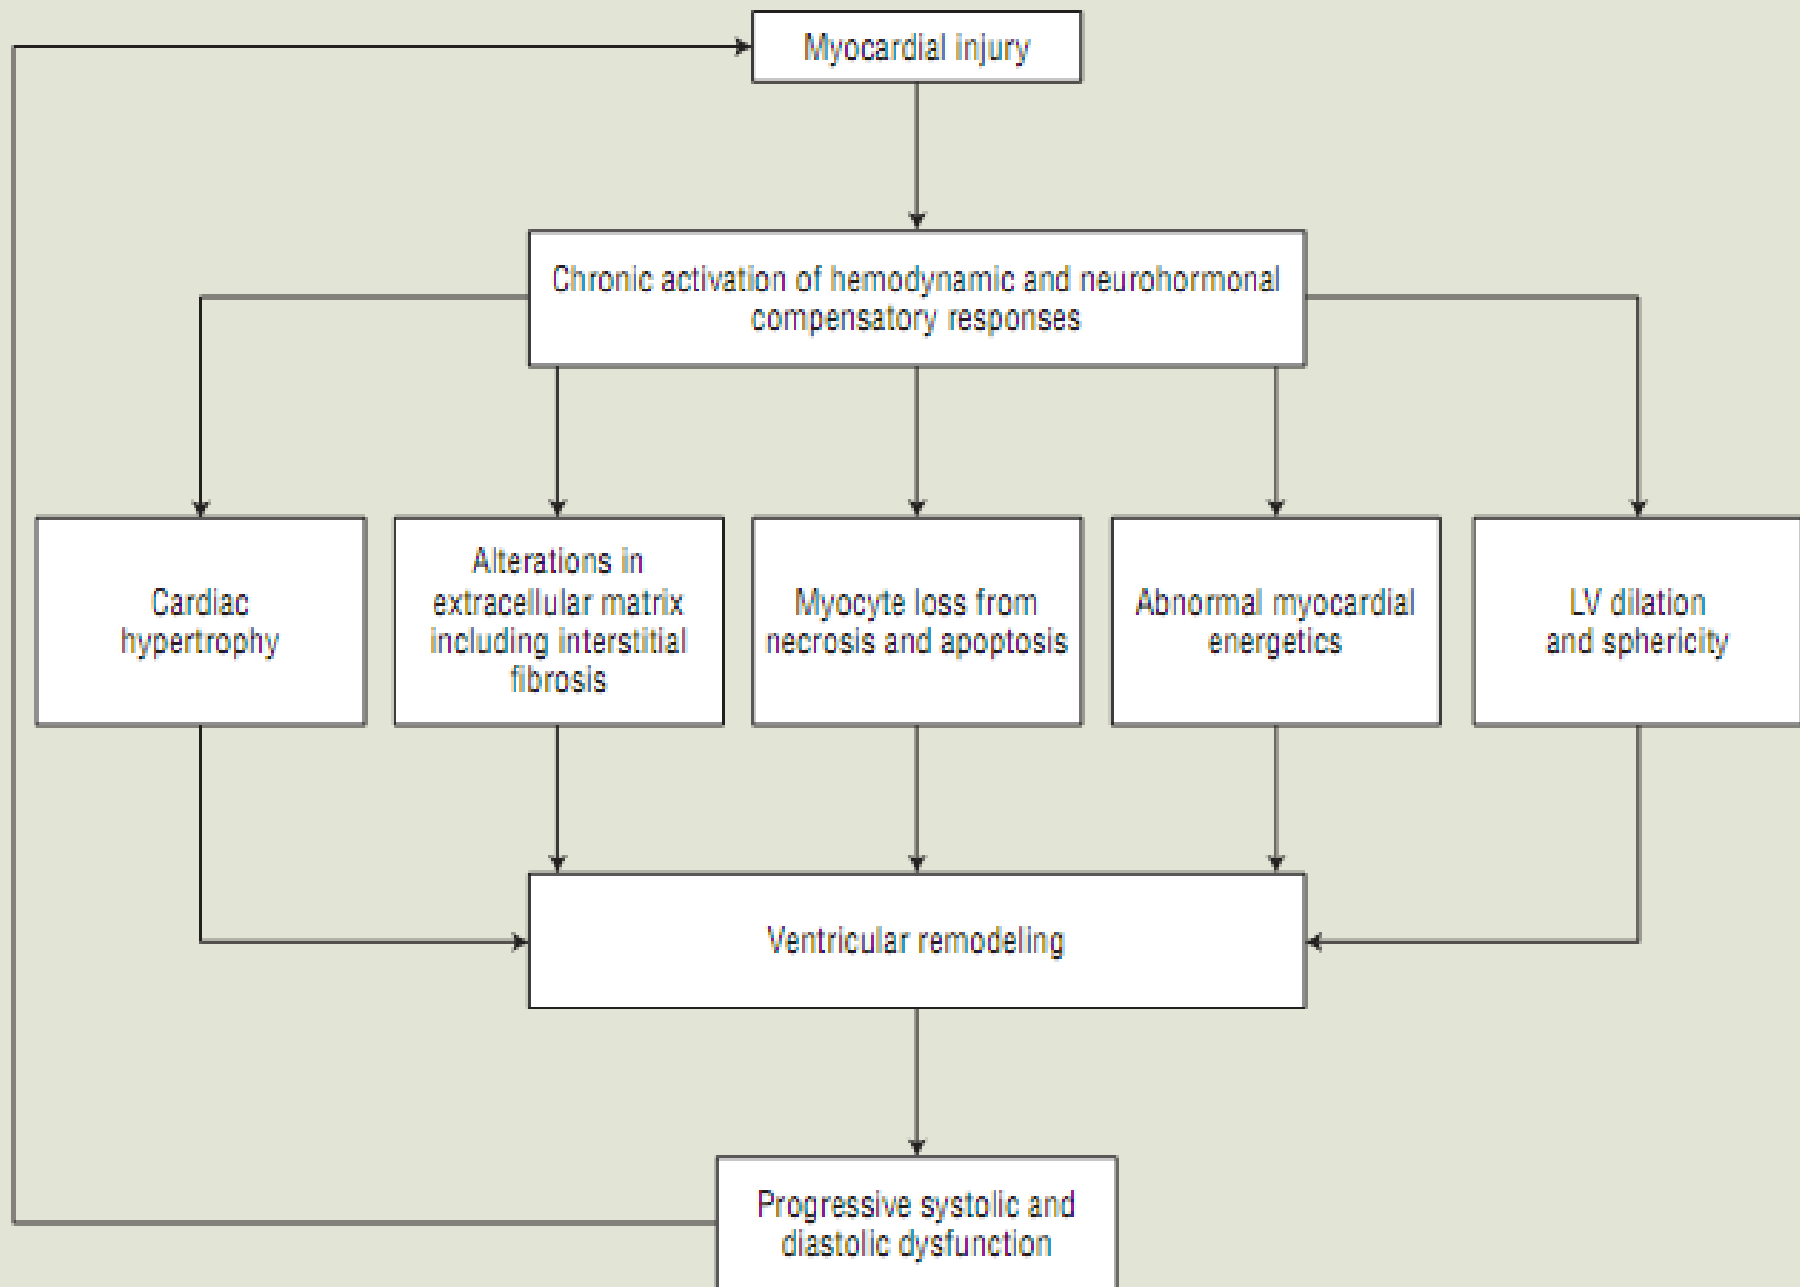 Myocardial injury
Chronic activation of hemodynamic and neurohormonal
compensatory responses
Cardiac
hypertrophy
Alterations in
extracellular matrix
including interstitial
fibrosis
Myocyte loss from
necrosis and apoptosis
Abnormal myocardial
energetics
LV dilation
and sphericity
Ventricular remodeling
Progressive systolic and
diastolic dysfunction